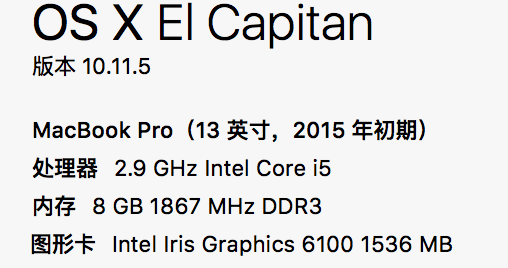 OS X El Capitan
版本 10.11.5
MacBook Pro（13 英寸，2015 年初期）
处理器 2.9 GHz Intel Core i5
内存 8 GB 1867 MHz DDR3
图形卡 Intel Iris Graphics 6100 1536 MB